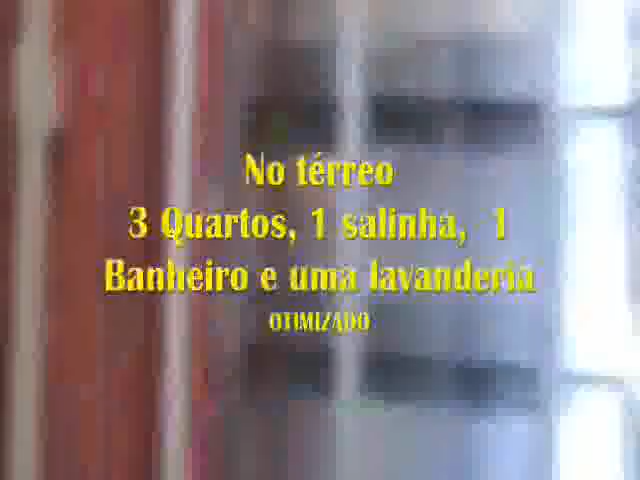 No térreo
3 Quartos, 1 salinha, 1
Banheiro e uma lavanderia
OTIMIZADO